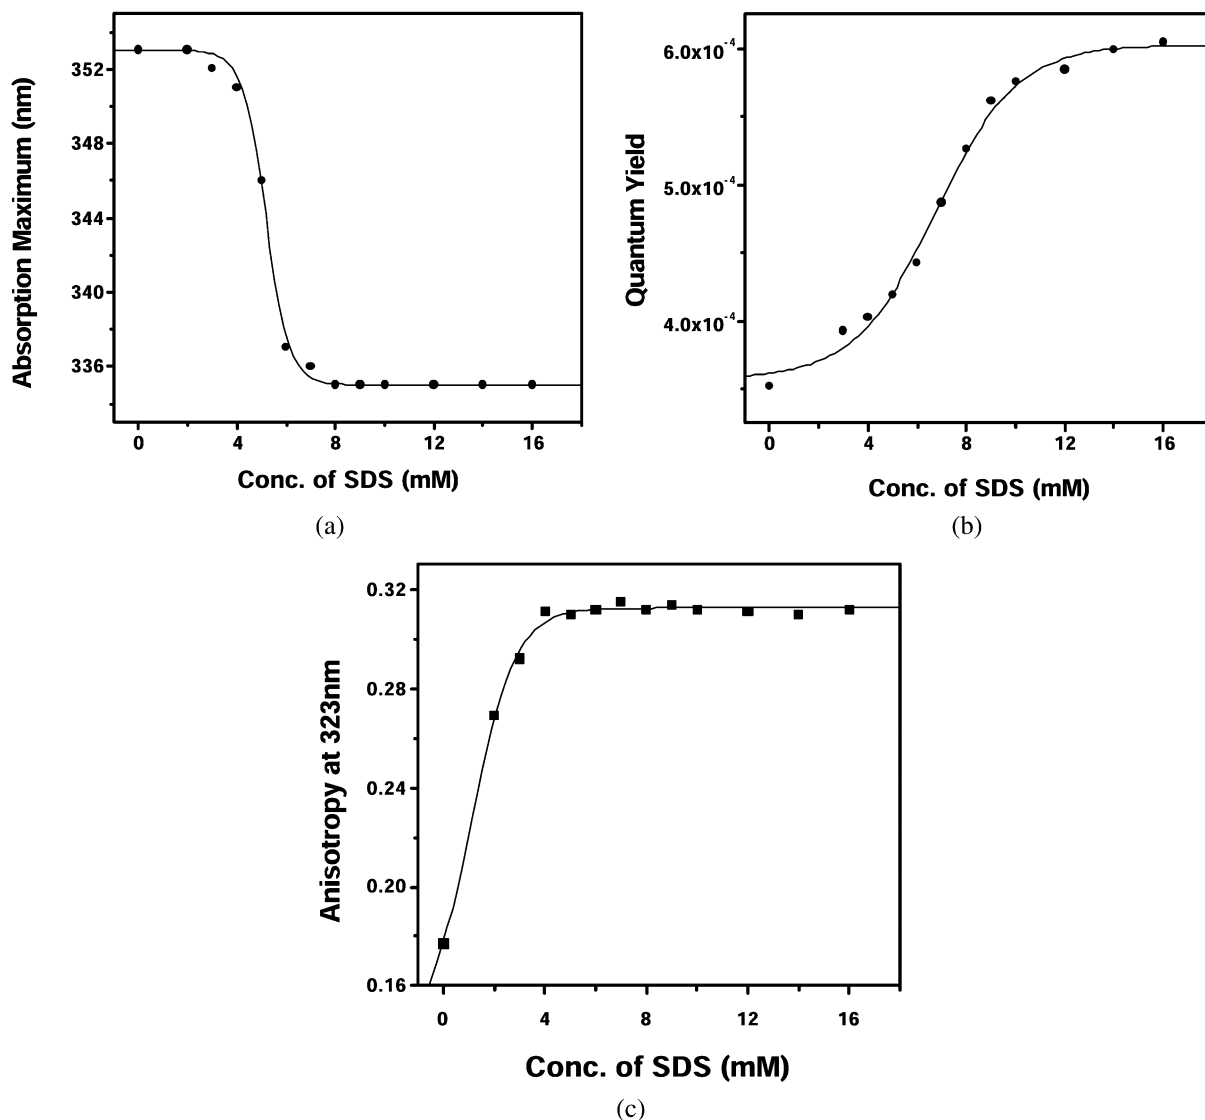 Absorption Maximum (nm)
352
348
344
340
336
0 4 8 12 16
Conc. of SDS (mM)
(a)
Quantum Yield
6.0x10⁻⁴
5.0x10⁻⁴
4.0x10⁻⁴
0 4 8 12 16
Conc. of SDS (mM)
(b)
Anisotropy at 323nm
0.32
0.28
0.24
0.20
0.16
0 4 8 12 16
Conc. of SDS (mM)
(c)